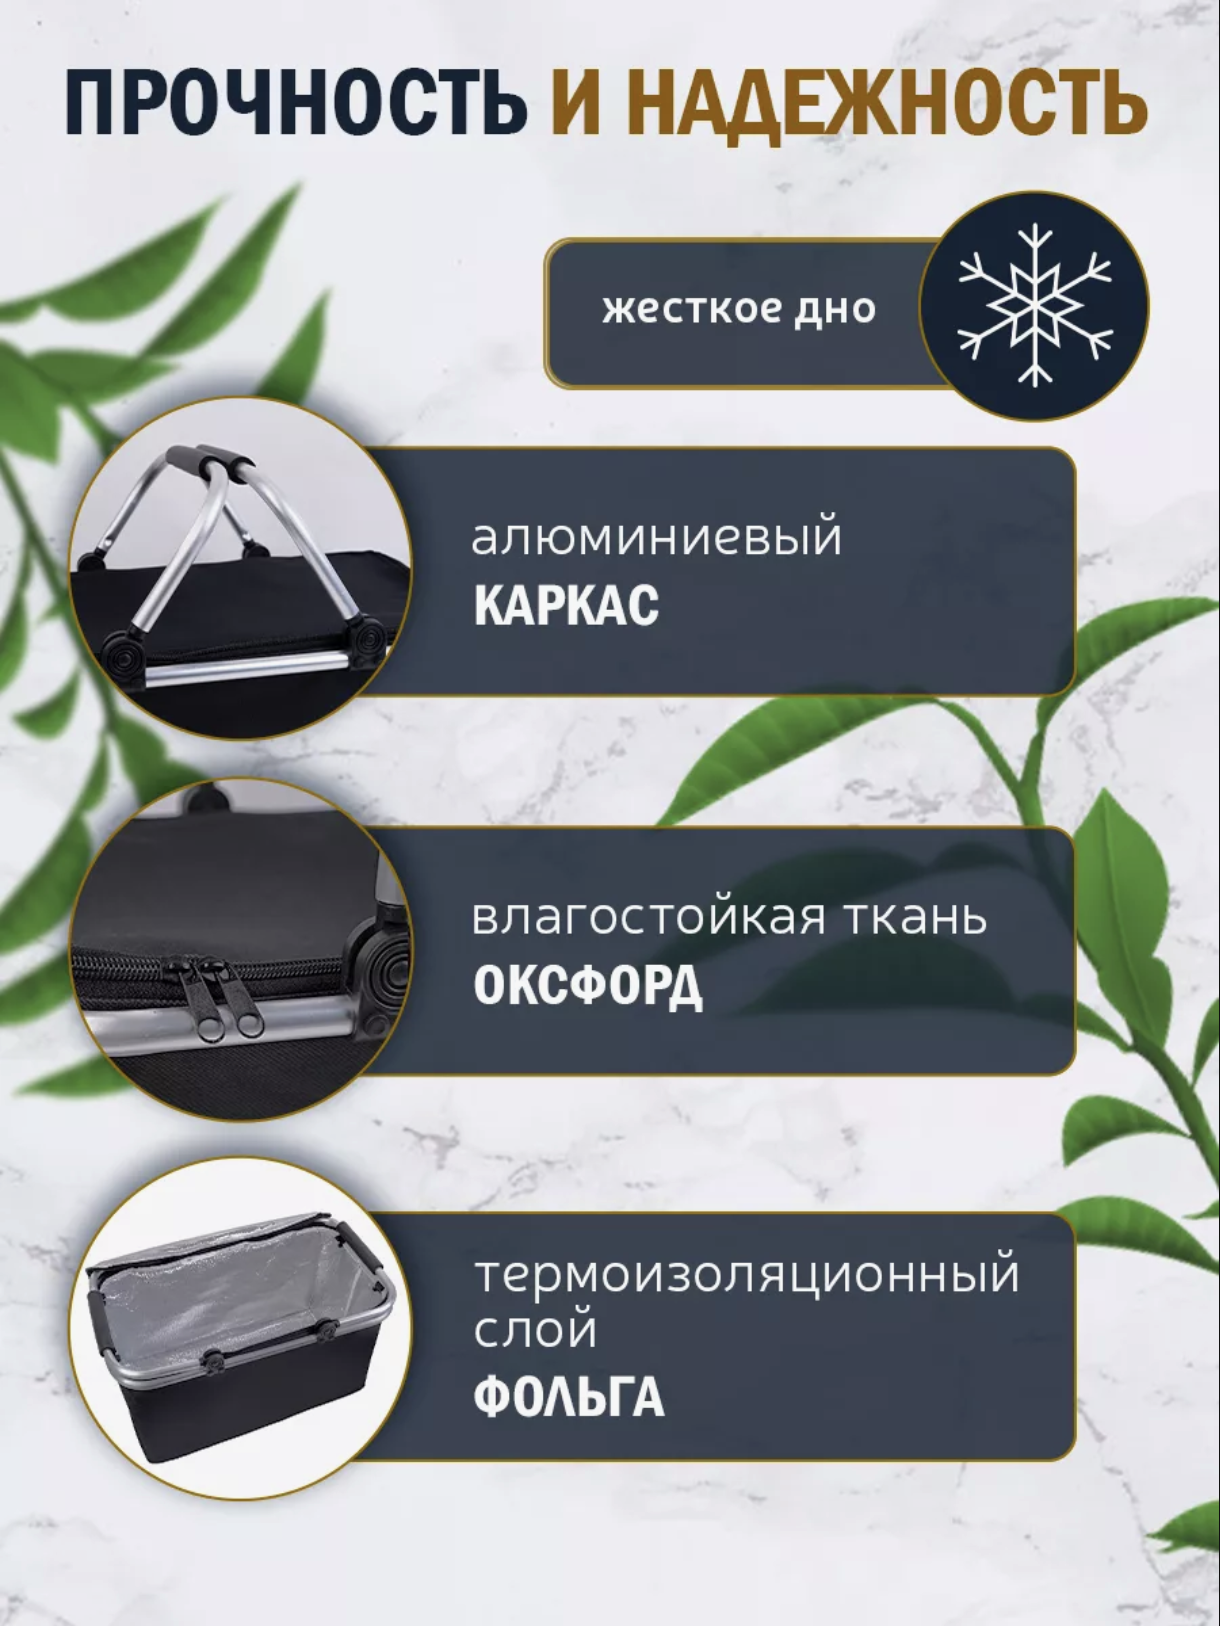 ПРОЧНОСТЬ И НАДЕЖНОСТЬ
жесткое дно
алюминиевый
КАРКАС
влагостойкая ткань
ОКСФОРД
термоизоляционный
слой
ФОЛЬГА